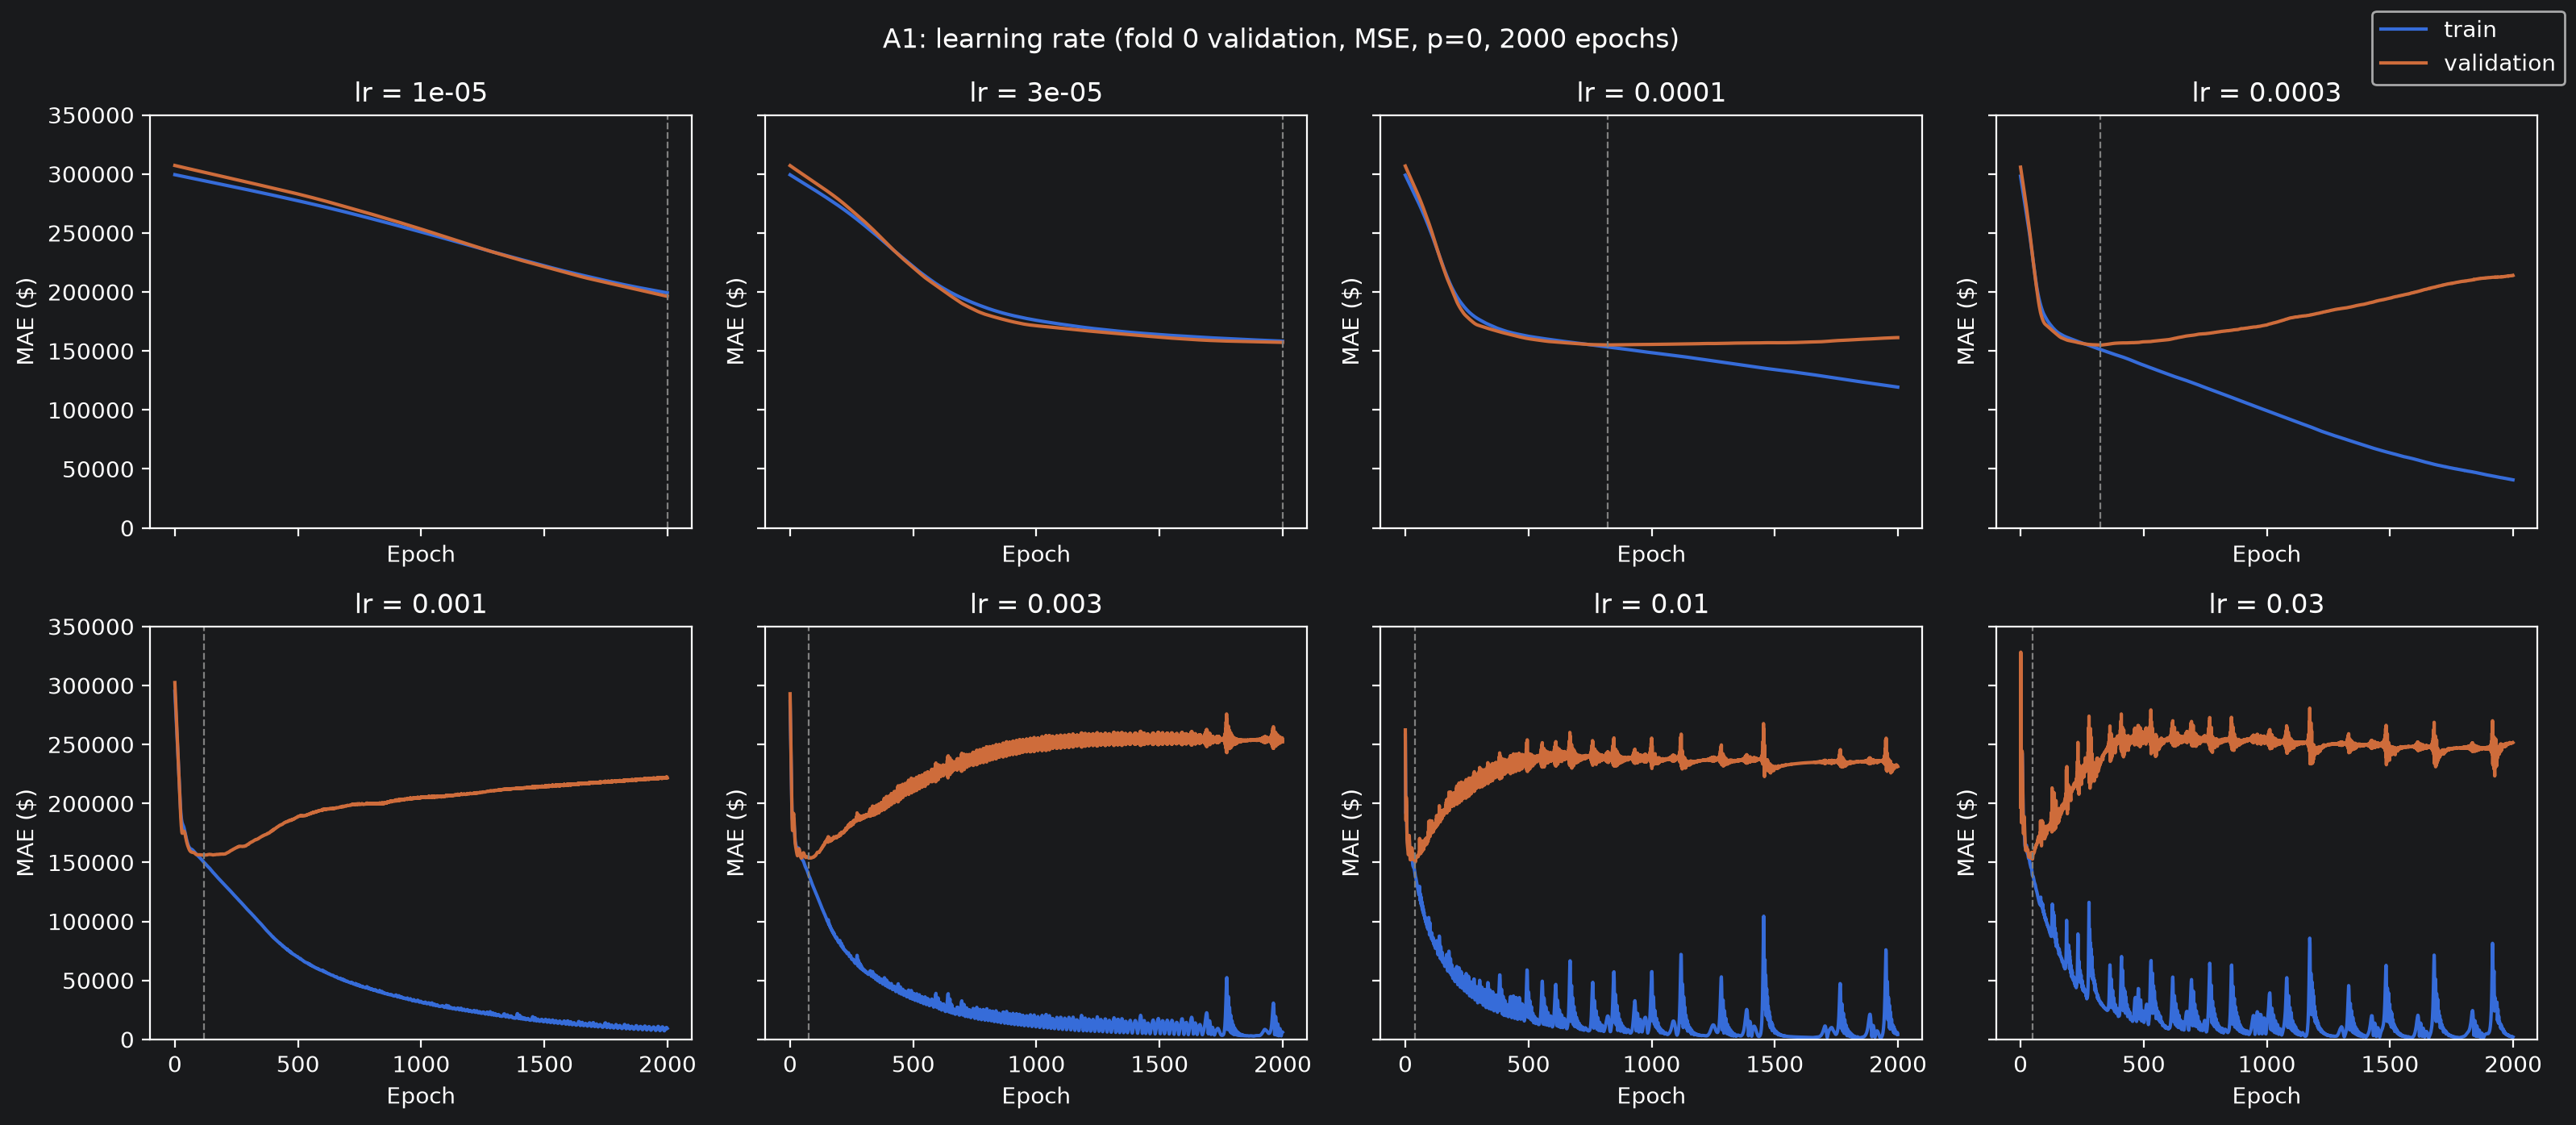 A1: learning rate (fold 0 validation, MSE, p=0, 2000 epochs)
train
validation
lr = 1e-05
lr = 3e-05
lr = 0.0001
lr = 0.0003
350000
300000
250000
200000
150000
100000
50000
0
MAE ($)
MAE ($)
MAE ($)
MAE ($)
Epoch
Epoch
Epoch
Epoch
lr = 0.001
lr = 0.003
lr = 0.01
lr = 0.03
350000
300000
250000
200000
150000
100000
50000
0
MAE ($)
MAE ($)
MAE ($)
MAE ($)
0 500 1000 1500 2000
0 500 1000 1500 2000
0 500 1000 1500 2000
0 500 1000 1500 2000
Epoch
Epoch
Epoch
Epoch